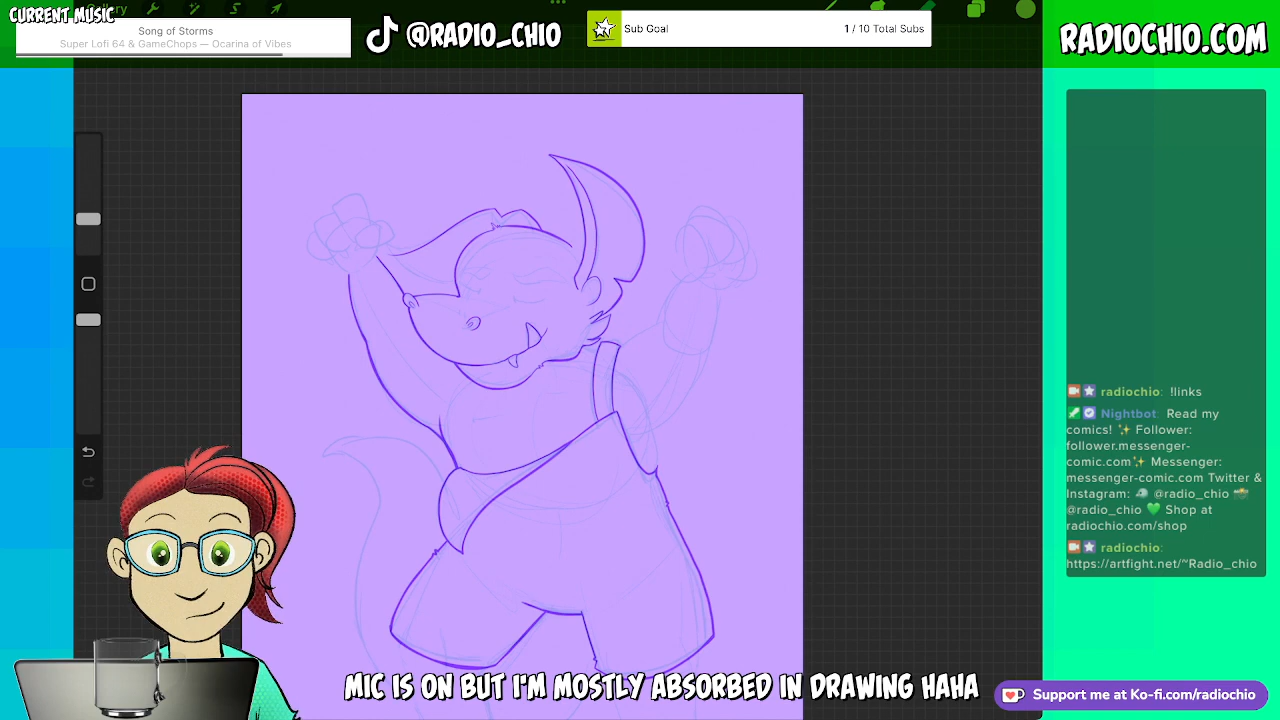 CURRENT MUSIC
Song of Storms
Super Lofi 64 & GameChops — Ocarina of Vibes
@RADIO_CHIO
Sub Goal
1 / 10 Total Subs
RADIOCHIO.COM
radiochio: !links
Nightbot: Read my
comics! ✨ Follower:
follower.messenger-
comic.com✨ Messenger:
messenger-comic.com Twitter &
Instagram: @radio_chio
@radio_chio 💚 Shop at
radiochio.com/shop
radiochio:
https://artfight.net/~Radio_chio
MIC IS ON BUT I'M MOSTLY ABSORBED IN DRAWING HAHA
Support me at Ko-fi.com/radiochio